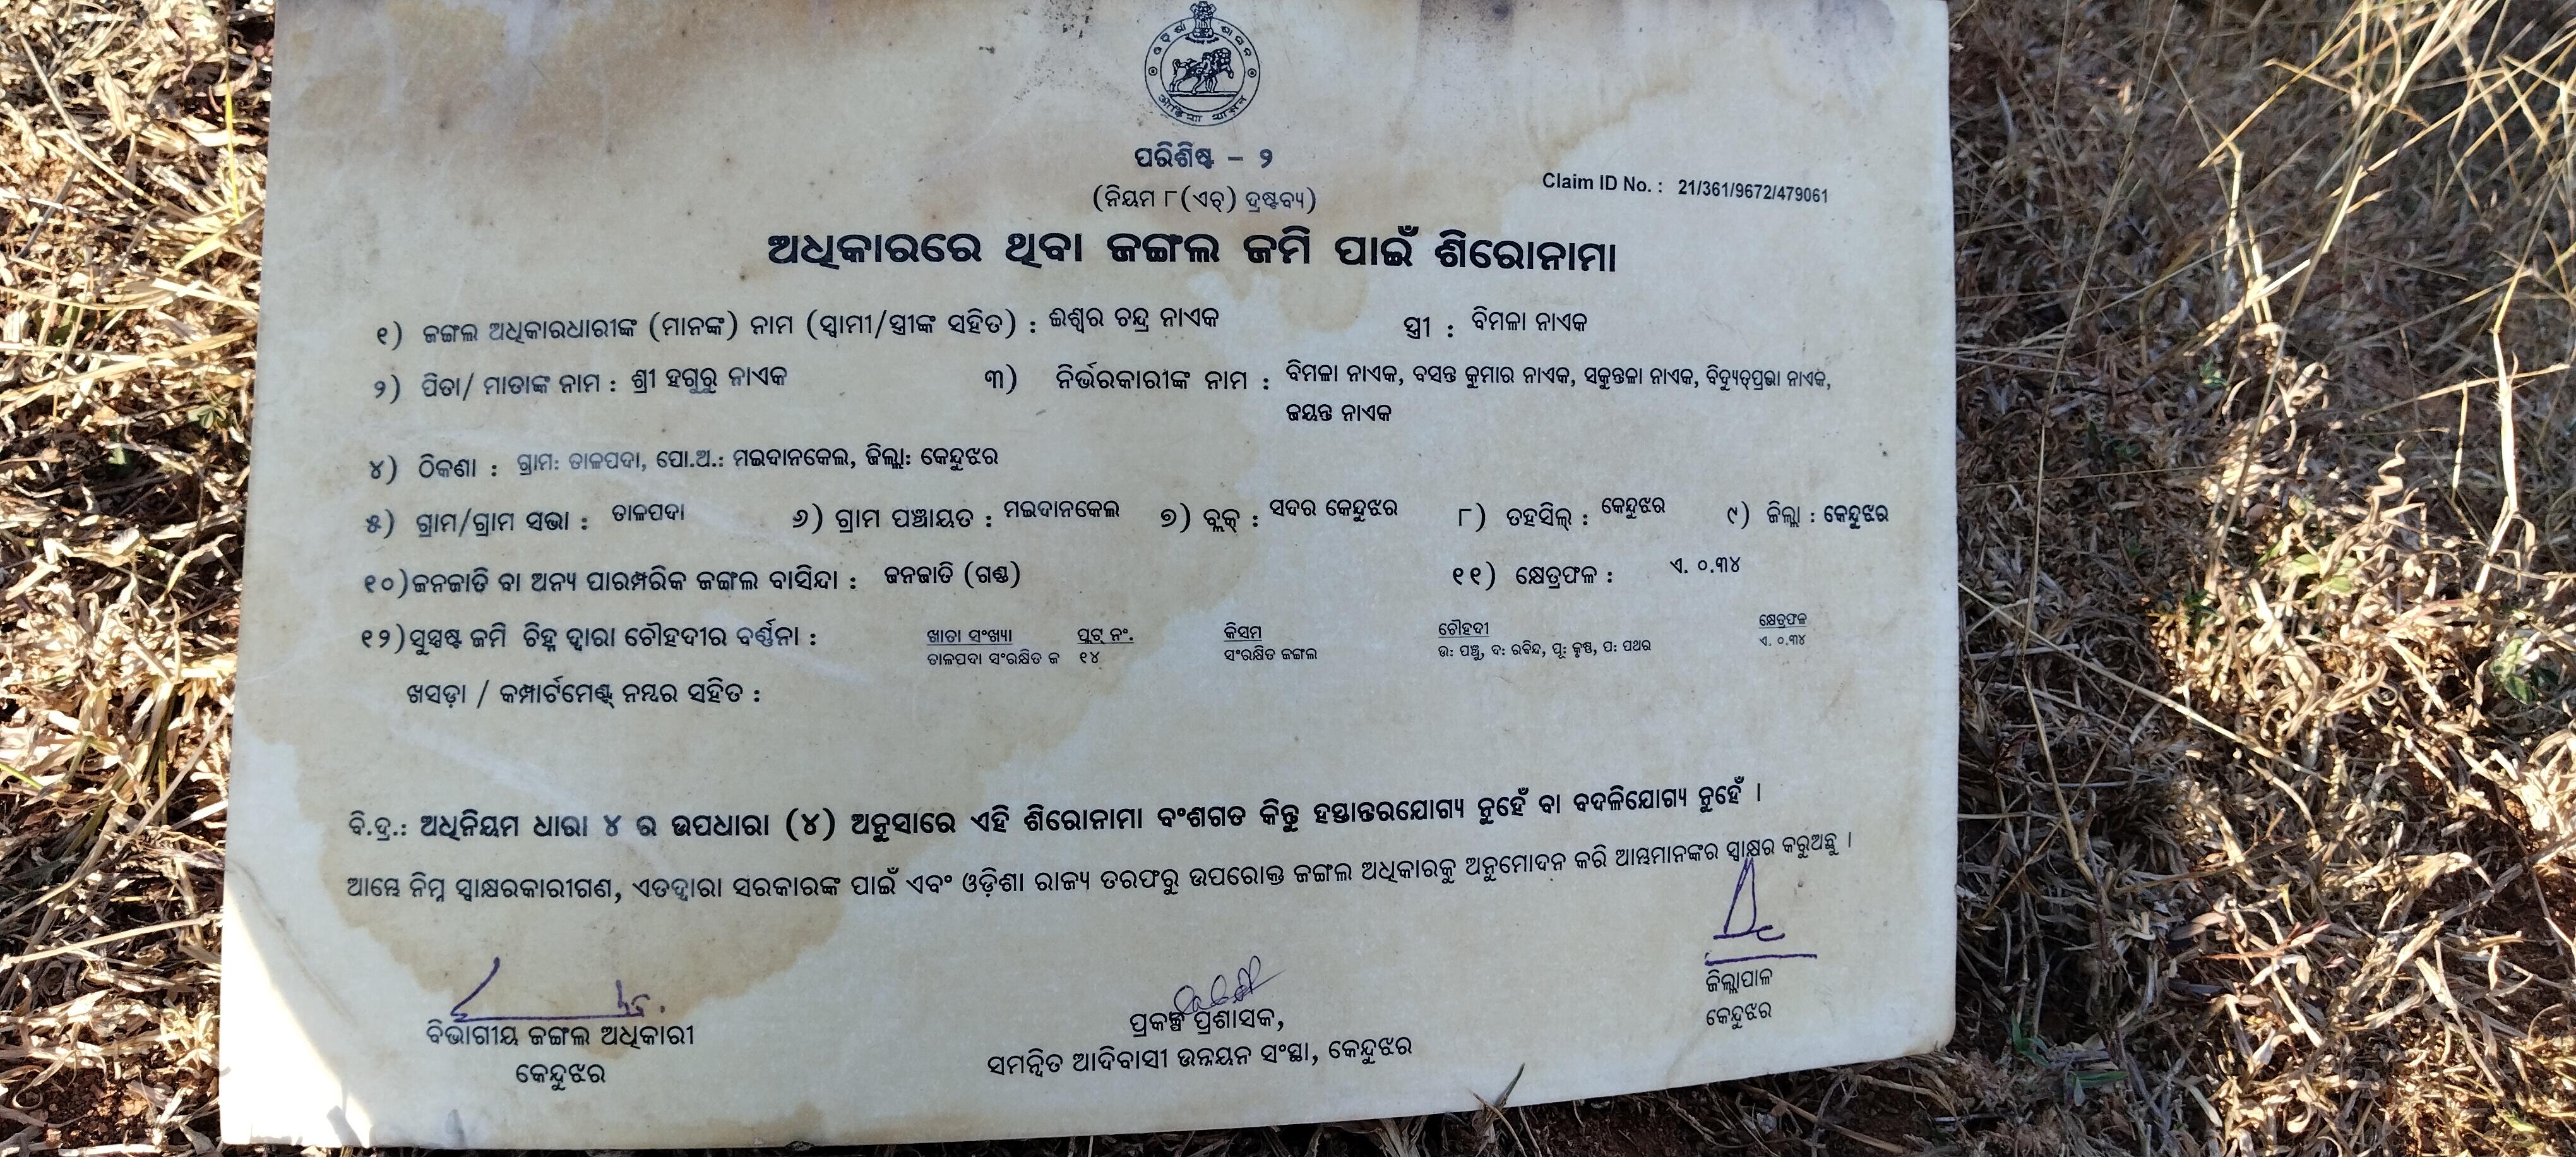 ଓଡ଼ିଶା ଶାସନ
ओड़िशा शासन
ପରିଶିଷ୍ଟ – ୨
(ନିୟମ ୮(ଏଚ୍) ଦ୍ରଷ୍ଟବ୍ୟ)
Claim ID No. : 21/361/9672/479061
ଅଧିକାରରେ ଥିବା ଜଙ୍ଗଲ ଜମି ପାଇଁ ଶିରୋନାମା
୧) ଜଙ୍ଗଲ ଅଧିକାରଧାରୀଙ୍କ (ମାନଙ୍କ) ନାମ (ସ୍ୱାମୀ/ସ୍ତ୍ରୀଙ୍କ ସହିତ) : ଈଶ୍ୱର ଚନ୍ଦ୍ର ନାଏକ ସ୍ତ୍ରୀ : ବିମଳା ନାଏକ
୨) ପିତା/ ମାତାଙ୍କ ନାମ : ଶ୍ରୀ ହଗୁରୁ ନାଏକ ୩) ନିର୍ଭରକାରୀଙ୍କ ନାମ : ବିମଳା ନାଏକ, ବସନ୍ତ କୁମାର ନାଏକ, ସକୁନ୍ତଳା ନାଏକ, ବିଦ୍ୟୁତ୍‌ପ୍ରଭା ନାଏକ,
ଜୟନ୍ତ ନାଏକ
୪) ଠିକଣା : ଗ୍ରାମ: ତାଳପଦା, ପୋ.ଅ.: ମଇଦାନକେଲ, ଜିଲ୍ଲା: କେନ୍ଦୁଝର
୫) ଗ୍ରାମ/ଗ୍ରାମ ସଭା : ତାଳପଦା ୬) ଗ୍ରାମ ପଞ୍ଚାୟତ : ମଇଦାନକେଲ ୭) ବ୍ଲକ୍ : ସଦର କେନ୍ଦୁଝର ୮) ତହସିଲ୍ : କେନ୍ଦୁଝର ୯) ଜିଲ୍ଲା : କେନ୍ଦୁଝର
୧୦)ଜନଜାତି ବା ଅନ୍ୟ ପାରମ୍ପରିକ ଜଙ୍ଗଲ ବାସିନ୍ଦା : ଜନଜାତି (ଗଣ୍ଡ) ୧୧) କ୍ଷେତ୍ରଫଳ : ଏ. ୦.୩୪
୧୨)ସୁସ୍ପଷ୍ଟ ଜମି ଚିହ୍ନ ଦ୍ୱାରା ଚୌହଦୀର ବର୍ଣ୍ଣନା : ଖାତା ସଂଖ୍ୟା ପ୍ଲଟ୍ ନଂ. କିସମ ଚୌହଦୀ କ୍ଷେତ୍ରଫଳ
ତାଳପଦା ସଂରକ୍ଷିତ ଜ ୧୪ ସଂରକ୍ଷିତ ଜଙ୍ଗଲ ଉ: ପଞ୍ଚୁ, ଦ: ରବିନ୍ଦ୍ର, ପୂ: କୃଷ୍ଣ, ପ: ପଥର ଏ. ୦.୩୪
ଖସଡ଼ା / କମ୍ପାର୍ଟମେଣ୍ଟ୍ ନମ୍ବର ସହିତ :
ବି.ଦ୍ର.: ଅଧିନିୟମ ଧାରା ୪ ର ଉପଧାରା (୪) ଅନୁସାରେ ଏହି ଶିରୋନାମା ବଂଶଗତ କିନ୍ତୁ ହସ୍ତାନ୍ତରଯୋଗ୍ୟ ନୁହେଁ ବା ବଦଳିଯୋଗ୍ୟ ନୁହେଁ ।
ଆମ୍ଭେ ନିମ୍ନ ସ୍ୱାକ୍ଷରକାରୀଗଣ, ଏତଦ୍ୱାରା ସରକାରଙ୍କ ପାଇଁ ଏବଂ ଓଡ଼ିଶା ରାଜ୍ୟ ତରଫରୁ ଉପରୋକ୍ତ ଜଙ୍ଗଲ ଅଧିକାରକୁ ଅନୁମୋଦନ କରି ଆମ୍ଭମାନଙ୍କର ସ୍ୱାକ୍ଷର କରୁଅଛୁ ।
ବିଭାଗୀୟ ଜଙ୍ଗଲ ଅଧିକାରୀ
କେନ୍ଦୁଝର
ପ୍ରକଳ୍ପ ପ୍ରଶାସକ,
ସମନ୍ୱିତ ଆଦିବାସୀ ଉନ୍ନୟନ ସଂସ୍ଥା, କେନ୍ଦୁଝର
ଜିଲ୍ଲାପାଳ
କେନ୍ଦୁଝର